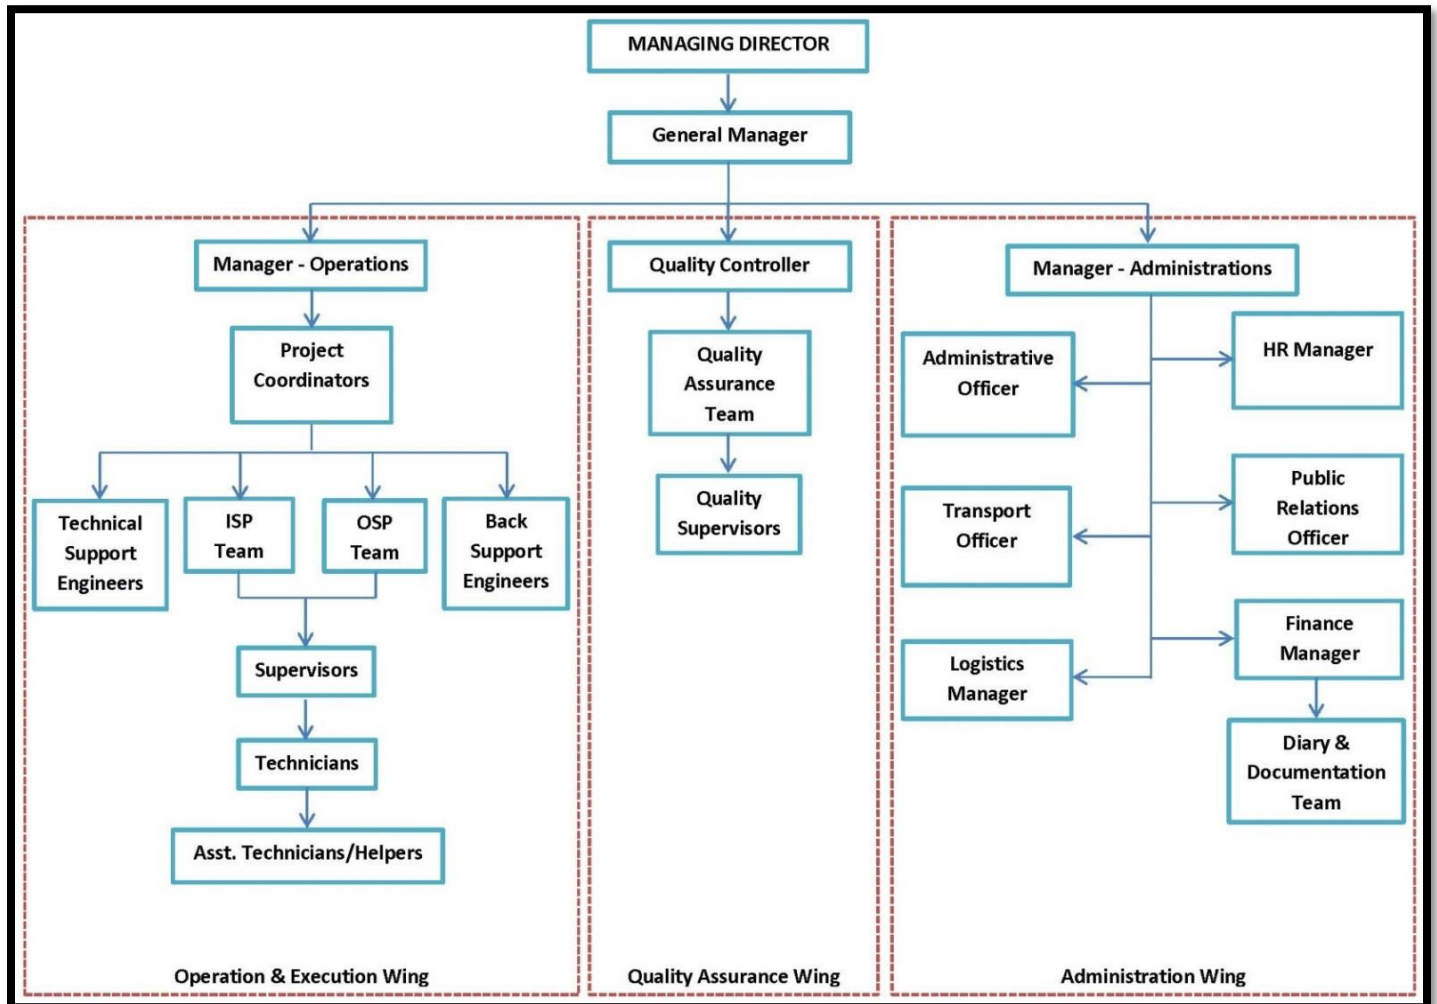 MANAGING DIRECTOR
General Manager
Manager - Operations
Project
Coordinators
Technical
Support
Engineers
ISP
Team
OSP
Team
Back
Support
Engineers
Supervisors
Technicians
Asst. Technicians/Helpers
Operation & Execution Wing
Quality Controller
Quality
Assurance
Team
Quality
Supervisors
Quality Assurance Wing
Manager - Administrations
Administrative
Officer
HR Manager
Transport
Officer
Public
Relations
Officer
Logistics
Manager
Finance
Manager
Diary &
Documentation
Team
Administration Wing